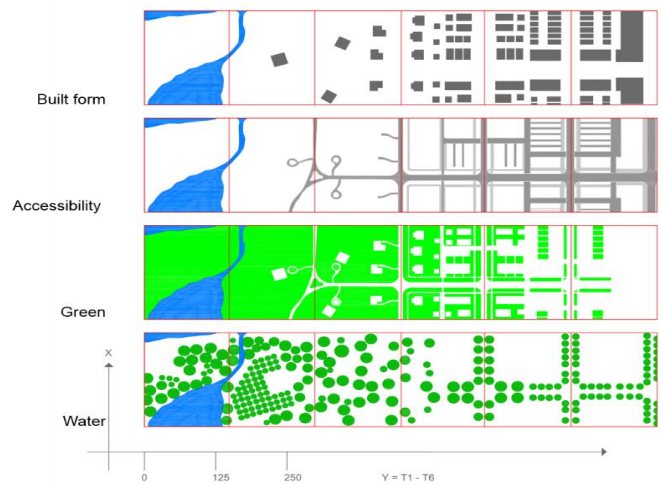 Built form
Accessibility
Green
X
Water
0 125 250 Y = T1 - T6